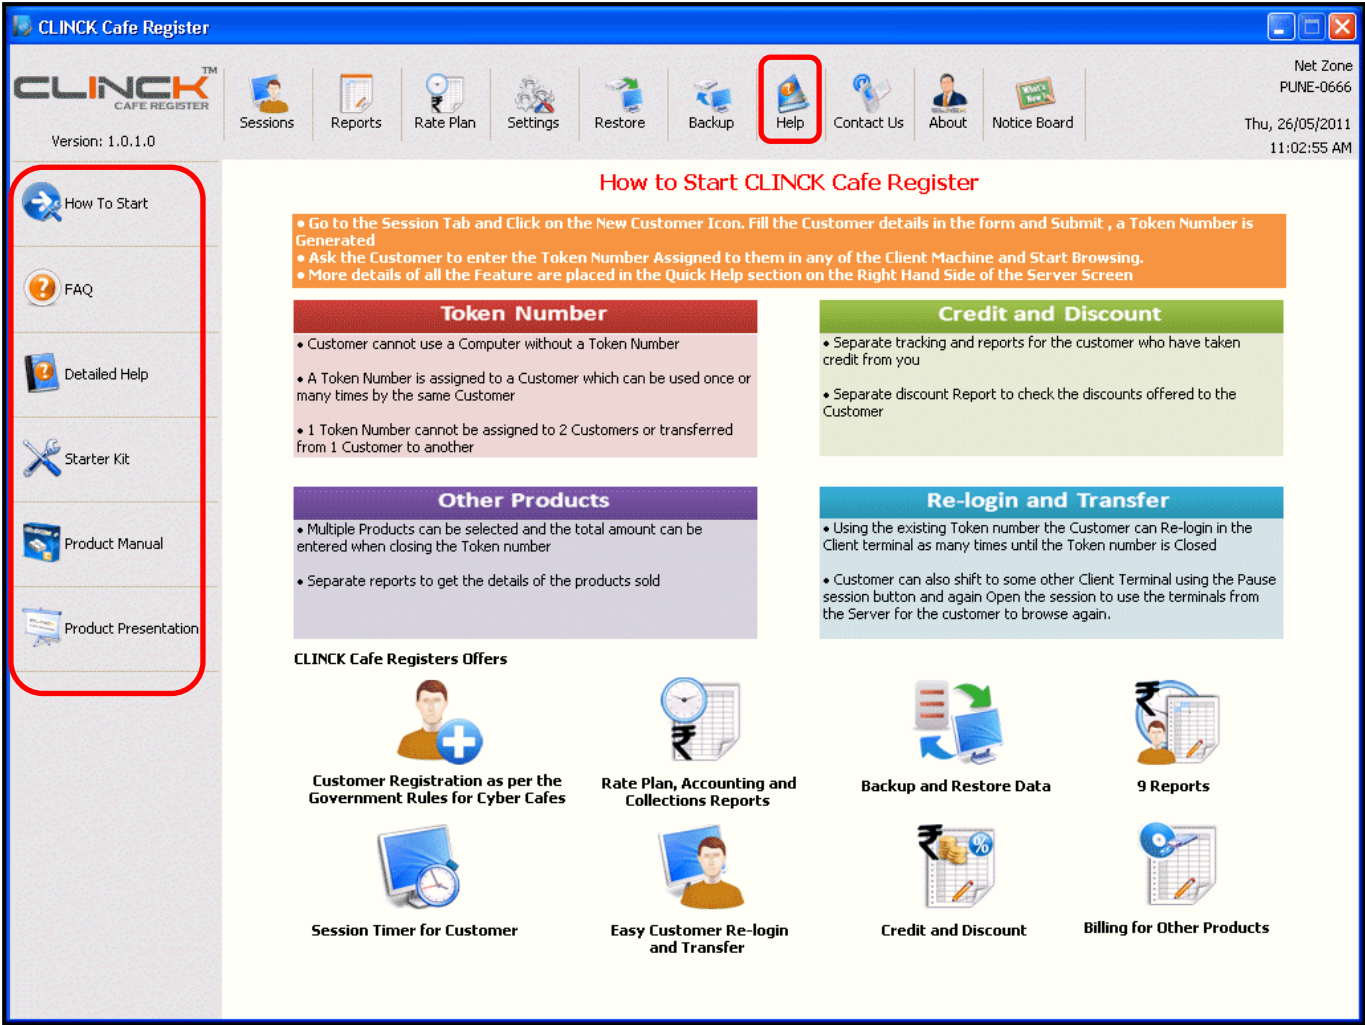 CLINCK Cafe Register
CLINCK TM
CAFE REGISTER
Version: 1.0.1.0
Sessions
Reports
Rate Plan
Settings
Restore
Backup
Help
Contact Us
About
Notice Board
Net Zone
PUNE-0666
Thu, 26/05/2011
11:02:55 AM
How To Start
FAQ
Detailed Help
Starter Kit
Product Manual
Product Presentation
How to Start CLINCK Cafe Register
• Go to the Session Tab and Click on the New Customer Icon. Fill the Customer details in the form and Submit , a Token Number is
Generated
• Ask the Customer to enter the Token Number Assigned to them in any of the Client Machine and Start Browsing.
• More details of all the Feature are placed in the Quick Help section on the Right Hand Side of the Server Screen
Token Number
• Customer cannot use a Computer without a Token Number
• A Token Number is assigned to a Customer which can be used once or
many times by the same Customer
• 1 Token Number cannot be assigned to 2 Customers or transferred
from 1 Customer to another
Credit and Discount
• Separate tracking and reports for the customer who have taken
credit from you
• Separate discount Report to check the discounts offered to the
Customer
Other Products
• Multiple Products can be selected and the total amount can be
entered when closing the Token number
• Separate reports to get the details of the products sold
Re-login and Transfer
• Using the existing Token number the Customer can Re-login in the
Client terminal as many times until the Token number is Closed
• Customer can also shift to some other Client Terminal using the Pause
session button and again Open the session to use the terminals from
the Server for the customer to browse again.
CLINCK Cafe Registers Offers
Customer Registration as per the
Government Rules for Cyber Cafes
Rate Plan, Accounting and
Collections Reports
Backup and Restore Data
9 Reports
Session Timer for Customer
Easy Customer Re-login
and Transfer
Credit and Discount
Billing for Other Products